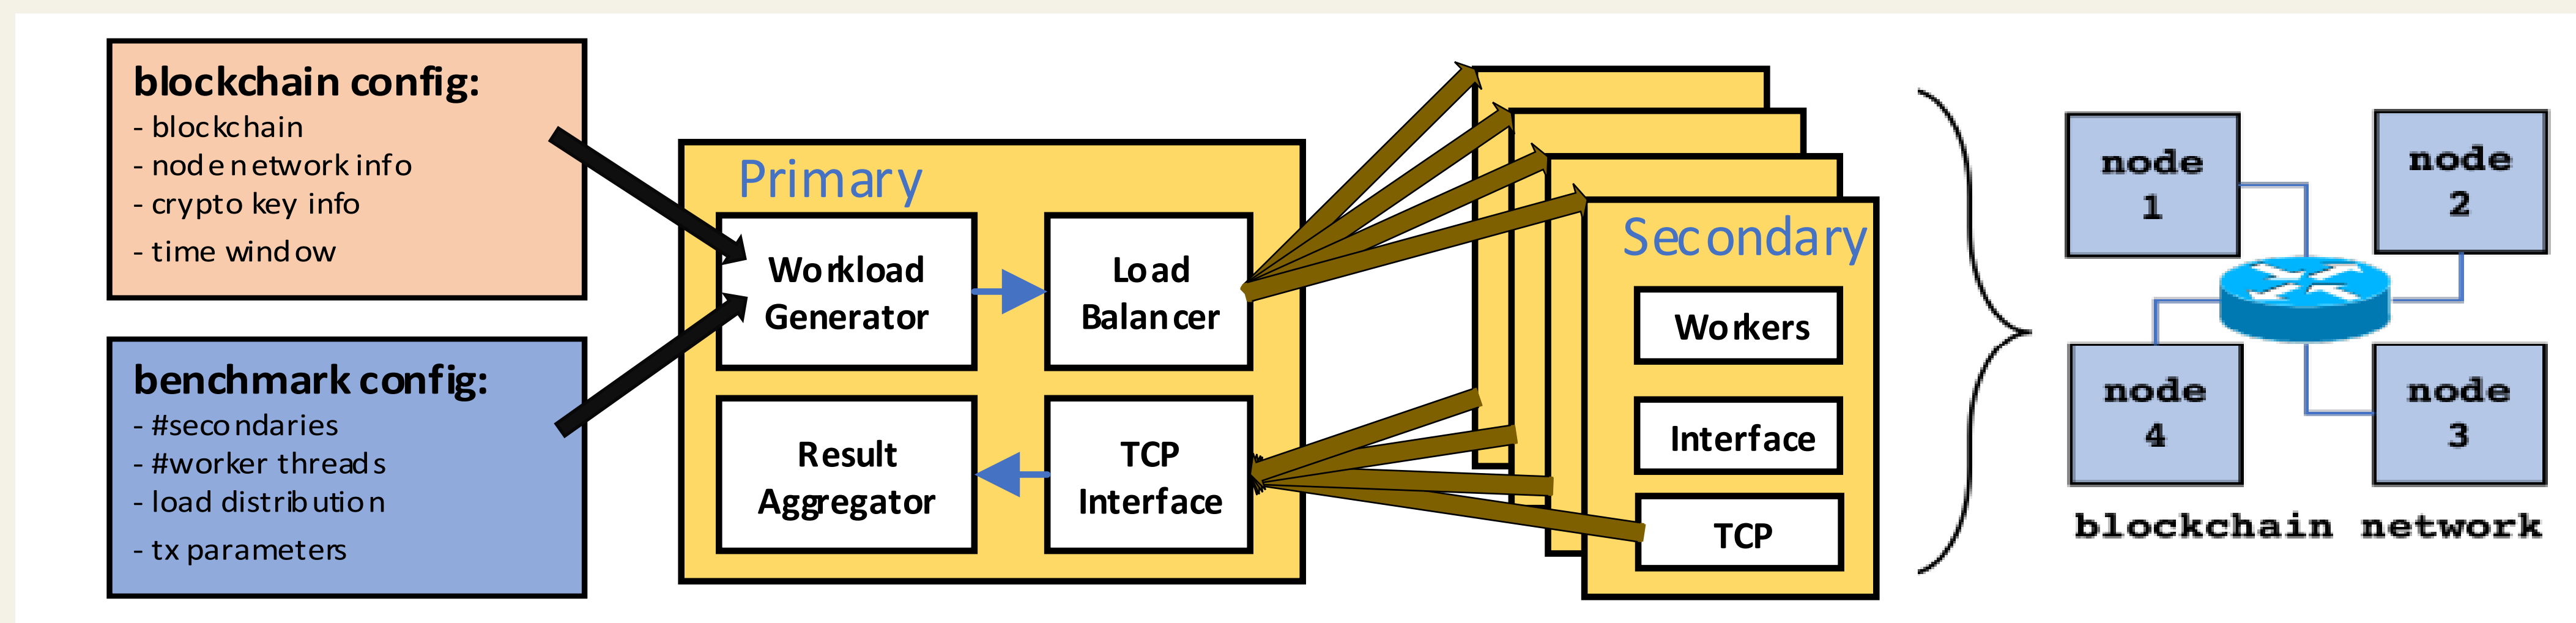 blockchain config:
- blockchain
- node network info
- crypto key info
- time window
benchmark config:
- #secondaries
- #worker threads
- load distribution
- tx parameters
Primary
Workload
Generator
Load
Balancer
Result
Aggregator
TCP
Interface
Secondary
Workers
Interface
TCP
node
1
node
2
node
4
node
3
blockchain network